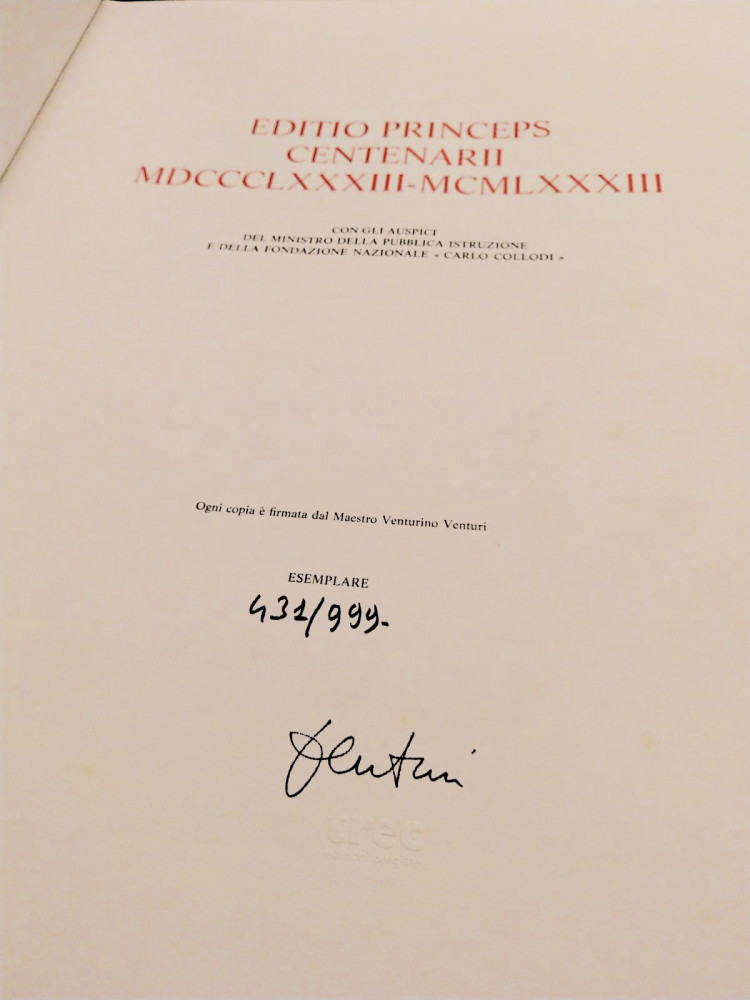 EDITIO PRINCEPS
CENTENARII
MDCCCLXXXIII-MCMLXXXIII
CON GLI AUSPICI
DEL MINISTRO DELLA PUBBLICA ISTRUZIONE
E DELLA FONDAZIONE NAZIONALE « CARLO COLLODI »
Ogni copia è firmata dal Maestro Venturino Venturi
ESEMPLARE
431/999.
Venturi